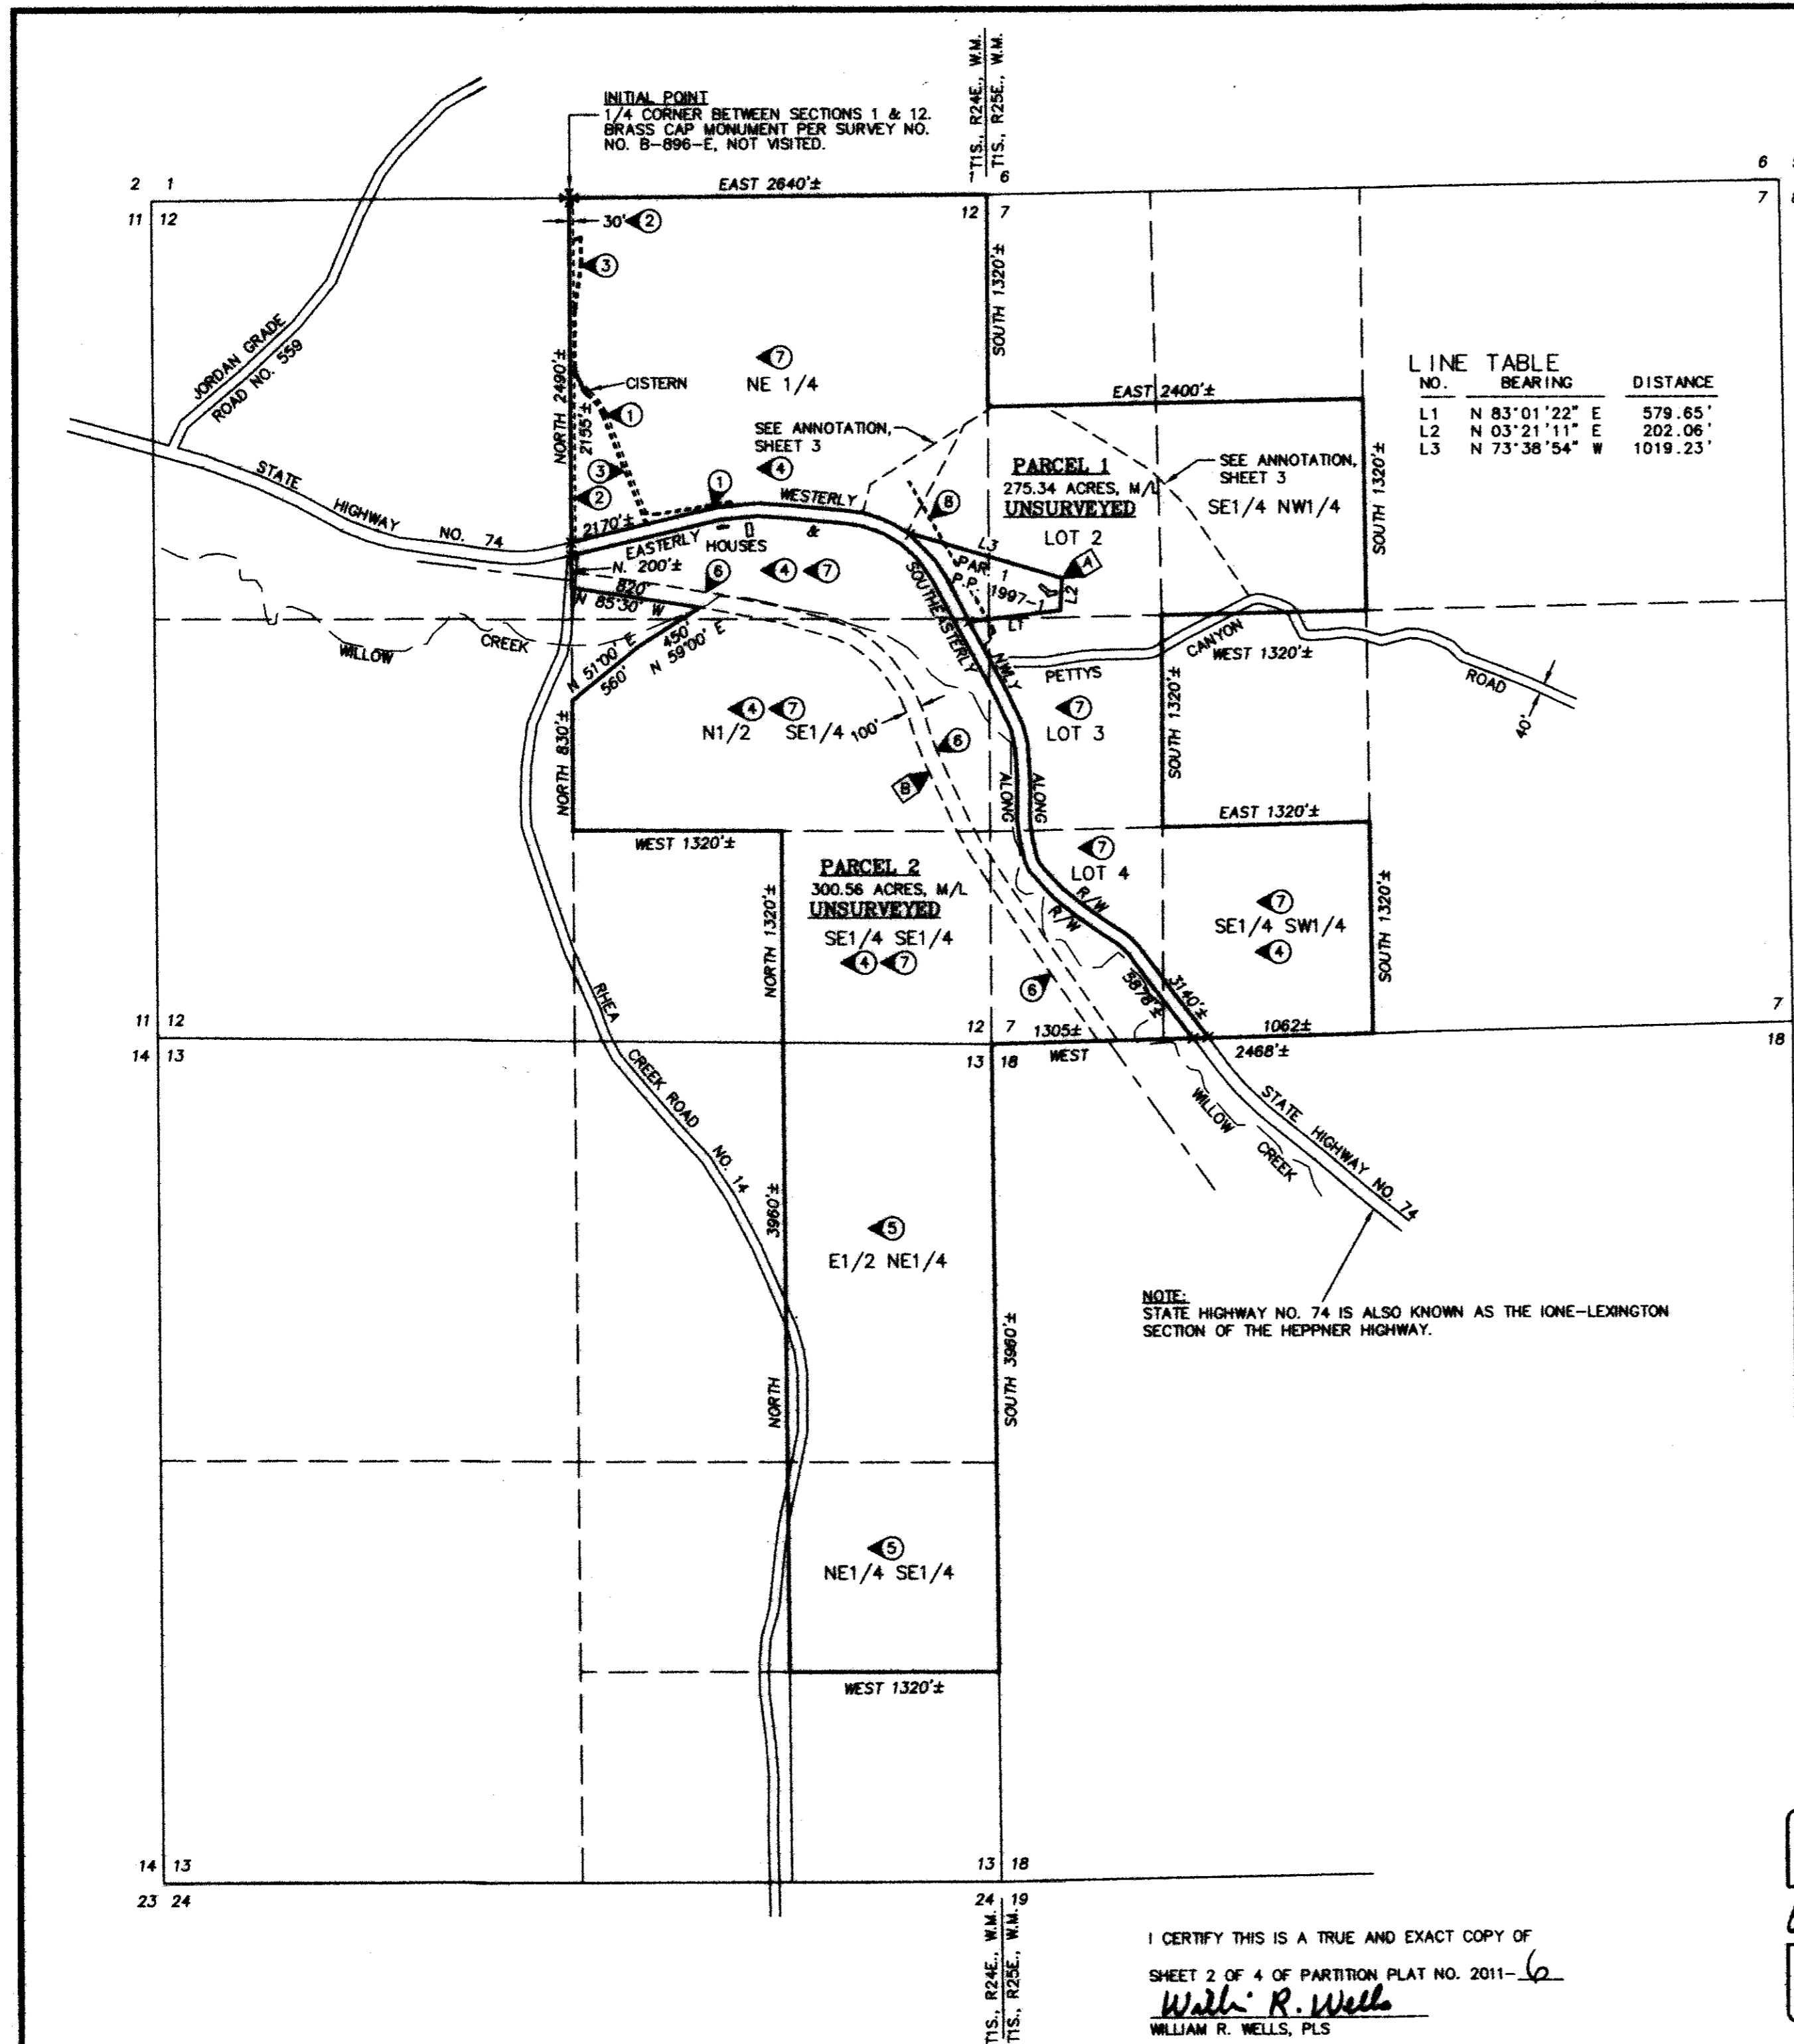 T1S., R24E., W.M.
T1S., R25E., W.M.
INITIAL POINT
1/4 CORNER BETWEEN SECTIONS 1 & 12.
BRASS CAP MONUMENT PER SURVEY NO.
NO. B-896-E, NOT VISITED.
2 1
EAST 2640'±
1 6
6
11 12
30' 2
12 7
7
3
SOUTH 1320'±
JORDAN GRADE
ROAD NO. 559
NORTH 2490'±
2155'±
CISTERN
1
7
NE 1/4
LINE TABLE
NO. BEARING DISTANCE
L1 N 83°01'22" E 579.65'
L2 N 03°21'11" E 202.06'
L3 N 73°38'54" W 1019.23'
EAST 2400'±
SEE ANNOTATION,
SHEET 3
4
3
2
1
WESTERLY
PARCEL 1
275.34 ACRES, M/L
UNSURVEYED
LOT 2
8
SEE ANNOTATION,
SHEET 3
SE1/4 NW1/4
SOUTH 1320'±
STATE
HIGHWAY
NO. 74
2170'±
EASTERLY
HOUSES
&
N. 200'±
820'
N 85°30' W
6
4 7
L3
PAR. 1
P.P. 1997-1
A
L2
L1
SOUTHEASTERLY
NWLY
WILLOW
CREEK
N 51°00' E
560'
450'
N 59°00' E
PETTYS
CANYON
ROAD
40'
WEST 1320'±
SOUTH 1320'±
NORTH 830'±
4 7
N1/2 SE1/4
100'
6
B
7
LOT 3
ALONG
ALONG
WEST 1320'±
EAST 1320'±
PARCEL 2
300.56 ACRES, M/L
UNSURVEYED
SE1/4 SE1/4
4 7
NORTH 1320'±
7
LOT 4
R/W
R/W
7
SE1/4 SW1/4
4
SOUTH 1320'±
6
5878'±
3140'±
11 12
12 7
1305±
1062±
7
14 13
13 18
WEST
2468'±
18
RHEA
CREEK ROAD
NO. 14
WILLOW
CREEK
STATE
HIGHWAY
NO. 74
3960'±
NORTH
5
E1/2 NE1/4
SOUTH 3960'±
NOTE:
STATE HIGHWAY NO. 74 IS ALSO KNOWN AS THE IONE-LEXINGTON
SECTION OF THE HEPPNER HIGHWAY.
5
NE1/4 SE1/4
WEST 1320'±
14 13
13 18
23 24
24 19
T1S., R24E., W.M.
T1S., R25E., W.M.
I CERTIFY THIS IS A TRUE AND EXACT COPY OF
SHEET 2 OF 4 OF PARTITION PLAT NO. 2011-6
Willi R. Wells
WILLIAM R. WELLS, PLS